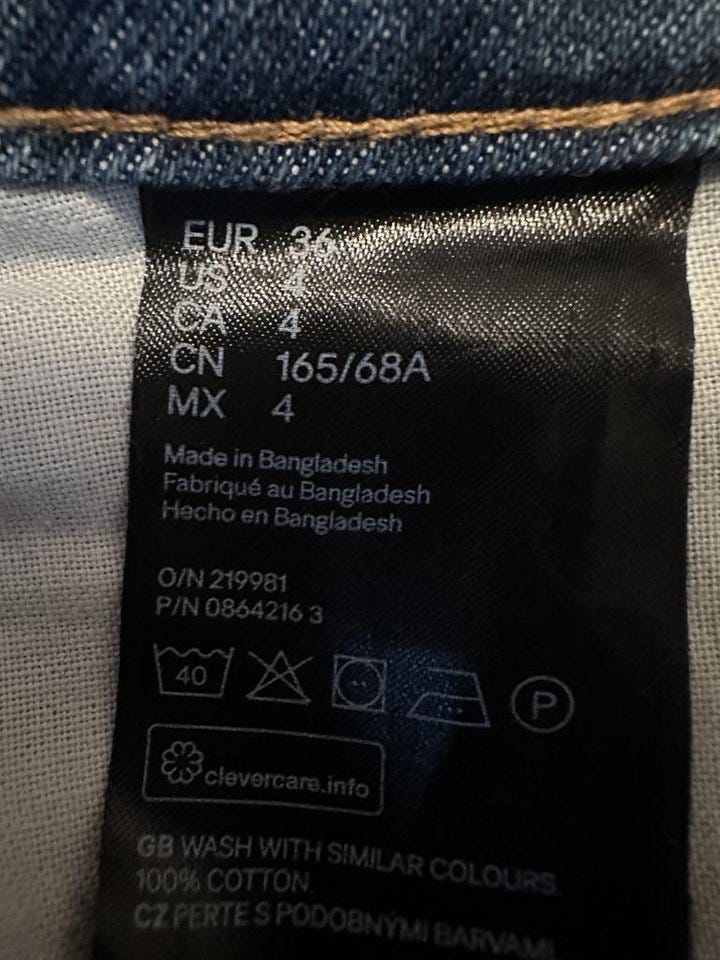 EUR 36
US 4
CA 4
CN 165/68A
MX 4
Made in Bangladesh
Fabriqué au Bangladesh
Hecho en Bangladesh
O/N 219981
P/N 0864216 3
40 P
clevercare.info
GB WASH WITH SIMILAR COLOURS.
100% COTTON.
CZ PERTE S PODOBNÝMI BARVAMI